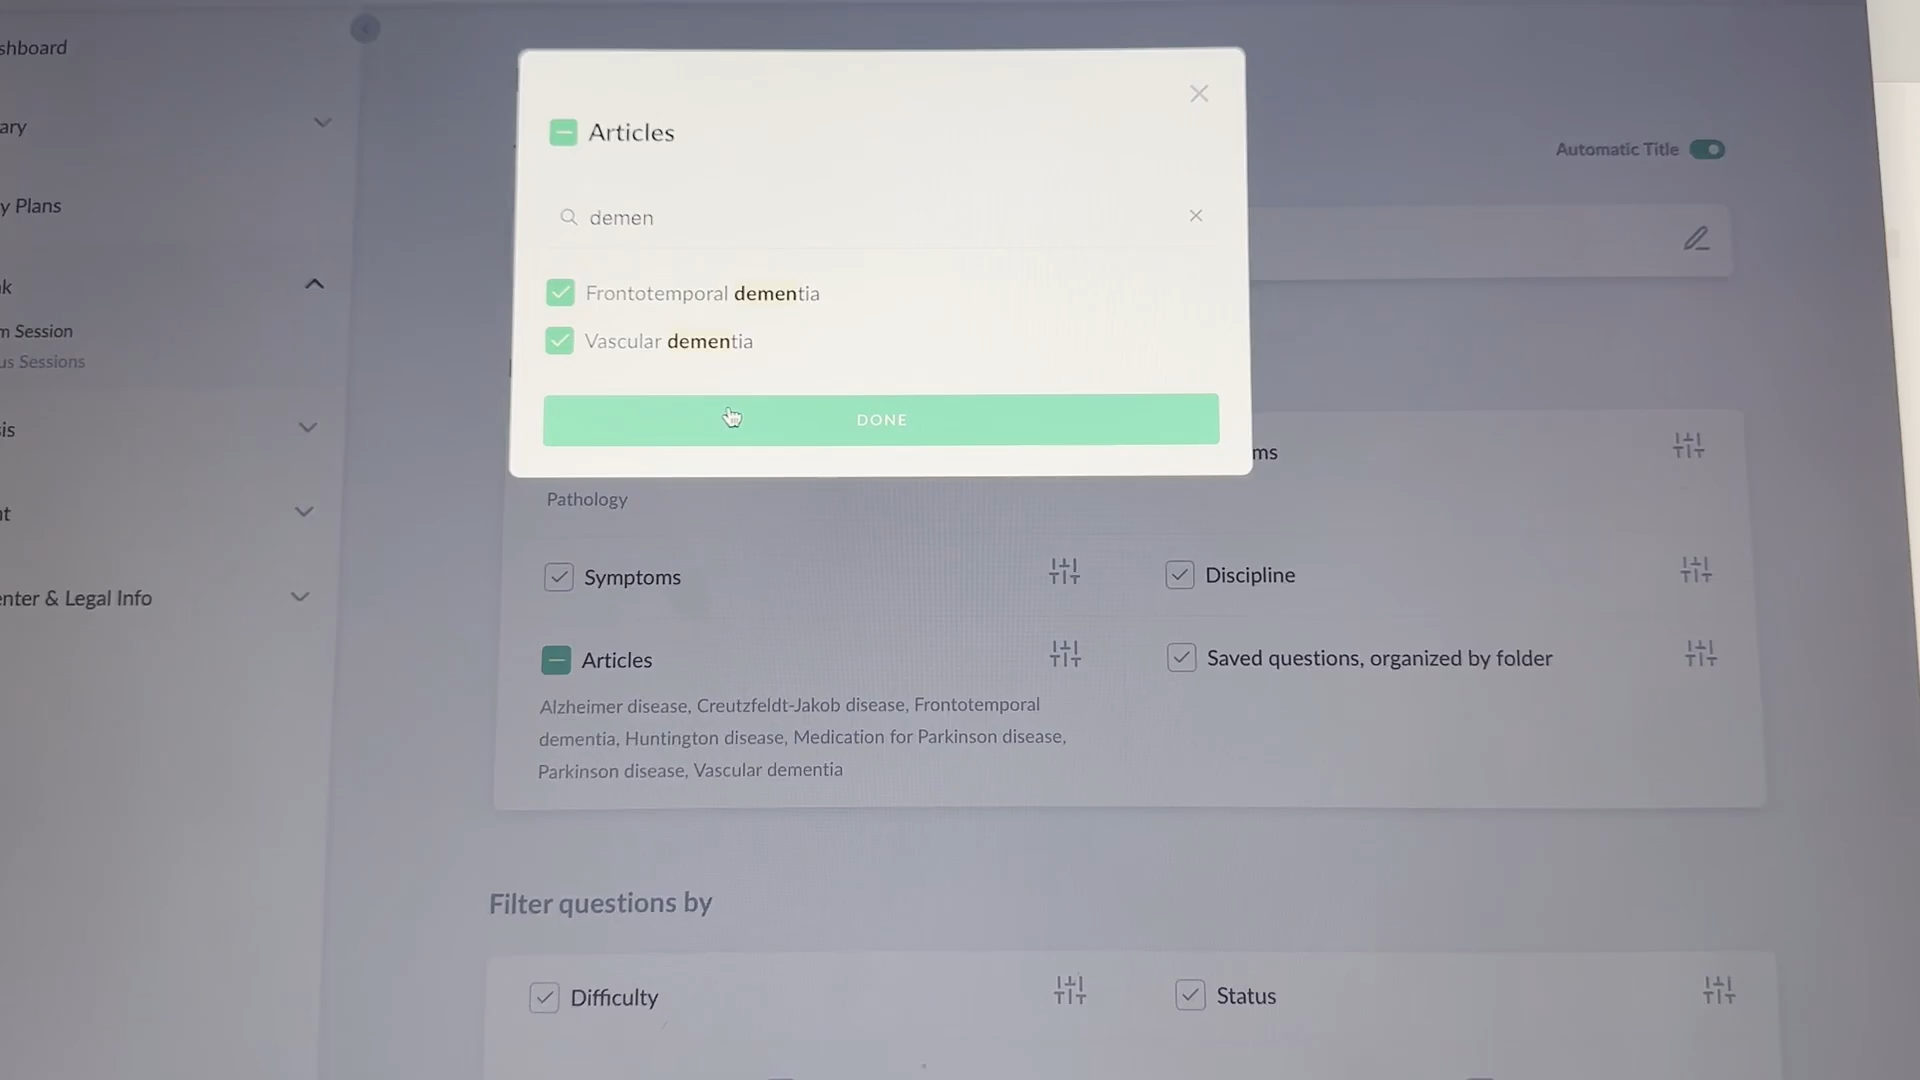 shboard
ary
y Plans
k
m Session
us Sessions
is
t
enter & Legal Info
Articles
demen
Frontotemporal dementia
Vascular dementia
DONE
Automatic Title
ms
Pathology
Symptoms
Discipline
Articles
Saved questions, organized by folder
Alzheimer disease, Creutzfeldt-Jakob disease, Frontotemporal
dementia, Huntington disease, Medication for Parkinson disease,
Parkinson disease, Vascular dementia
Filter questions by
Difficulty
Status